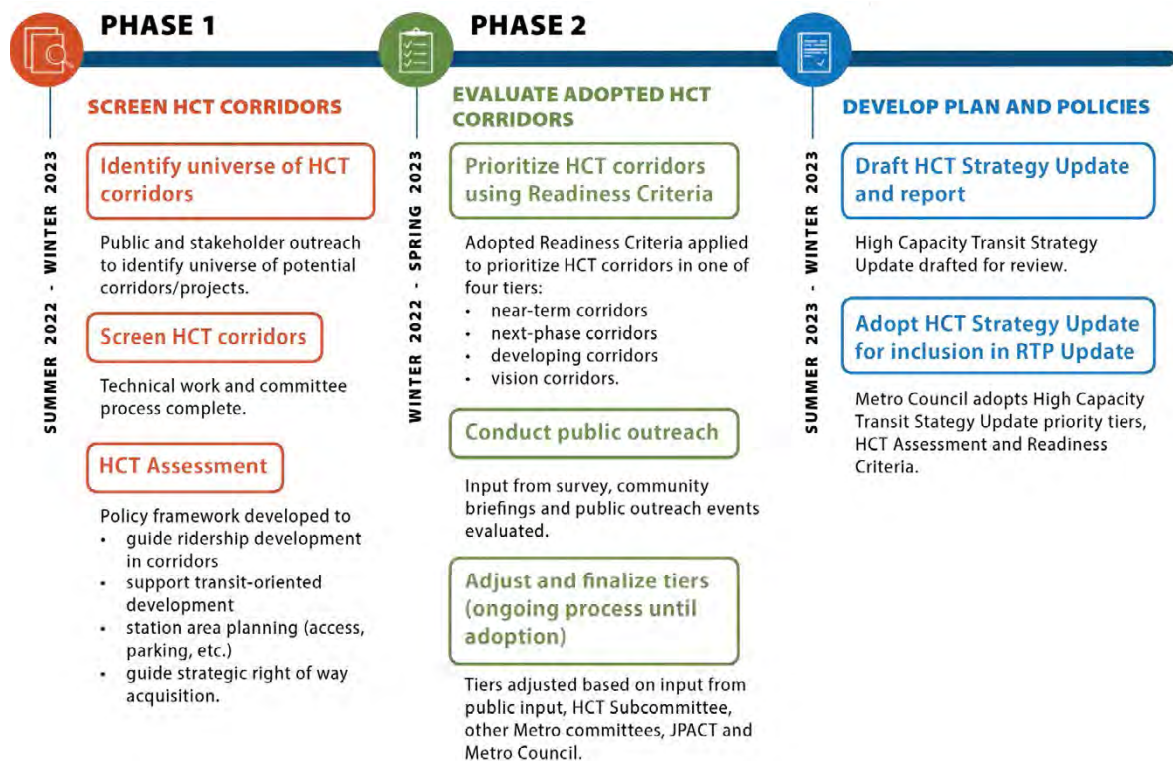 PHASE 1
SUMMER 2022 - WINTER 2023
SCREEN HCT CORRIDORS
Identify universe of HCT
corridors
Public and stakeholder outreach
to identify universe of potential
corridors/projects.
Screen HCT corridors
Technical work and committee
process complete.
HCT Assessment
Policy framework developed to
• guide ridership development
in corridors
• support transit-oriented
development
• station area planning (access,
parking, etc.)
• guide strategic right of way
acquisition.
PHASE 2
WINTER 2022 - SPRING 2023
EVALUATE ADOPTED HCT
CORRIDORS
Prioritize HCT corridors
using Readiness Criteria
Adopted Readiness Criteria applied
to prioritize HCT corridors in one of
four tiers:
• near-term corridors
• next-phase corridors
• developing corridors
• vision corridors.
Conduct public outreach
Input from survey, community
briefings and public outreach events
evaluated.
Adjust and finalize tiers
(ongoing process until
adoption)
Tiers adjusted based on input from
public input, HCT Subcommittee,
other Metro committees, JPACT and
Metro Council.
SUMMER 2023 - WINTER 2023
DEVELOP PLAN AND POLICIES
Draft HCT Strategy Update
and report
High Capacity Transit Strategy
Update drafted for review.
Adopt HCT Strategy Update
for inclusion in RTP Update
Metro Council adopts High Capacity
Transit Stategy Update priority tiers,
HCT Assessment and Readiness
Criteria.